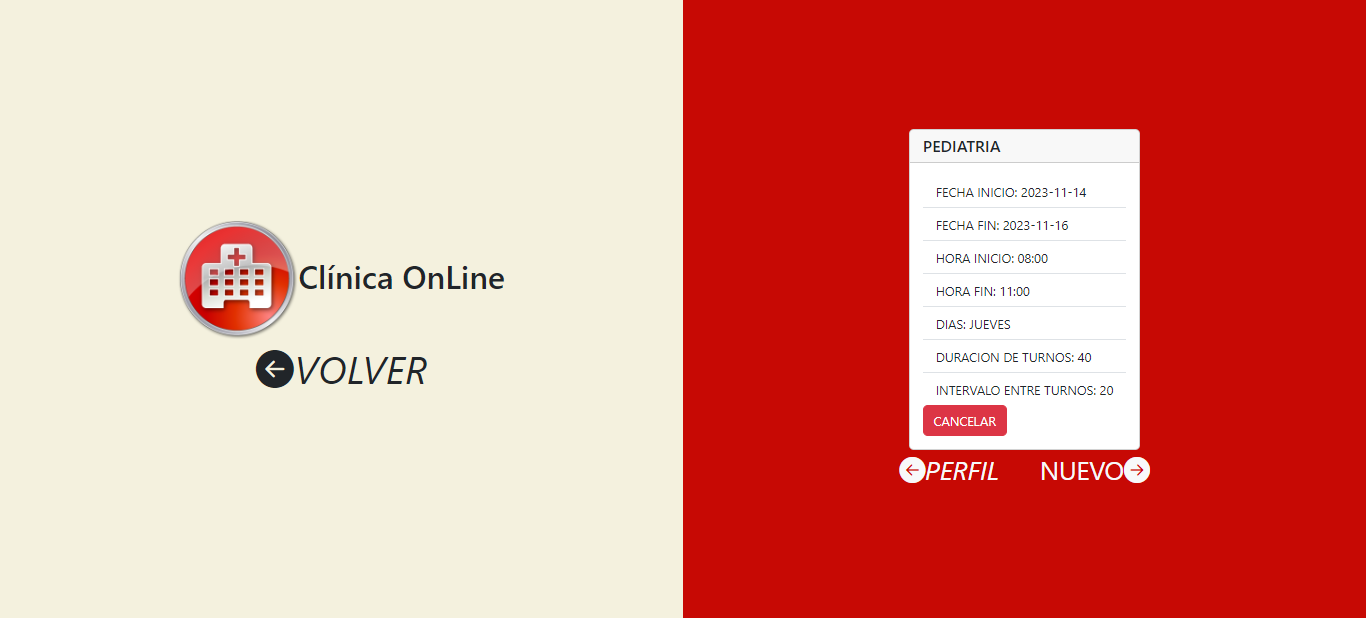 Clínica OnLine
VOLVER
PEDIATRIA
FECHA INICIO: 2023-11-14
FECHA FIN: 2023-11-16
HORA INICIO: 08:00
HORA FIN: 11:00
DIAS: JUEVES
DURACION DE TURNOS: 40
INTERVALO ENTRE TURNOS: 20
CANCELAR
PERFIL NUEVO